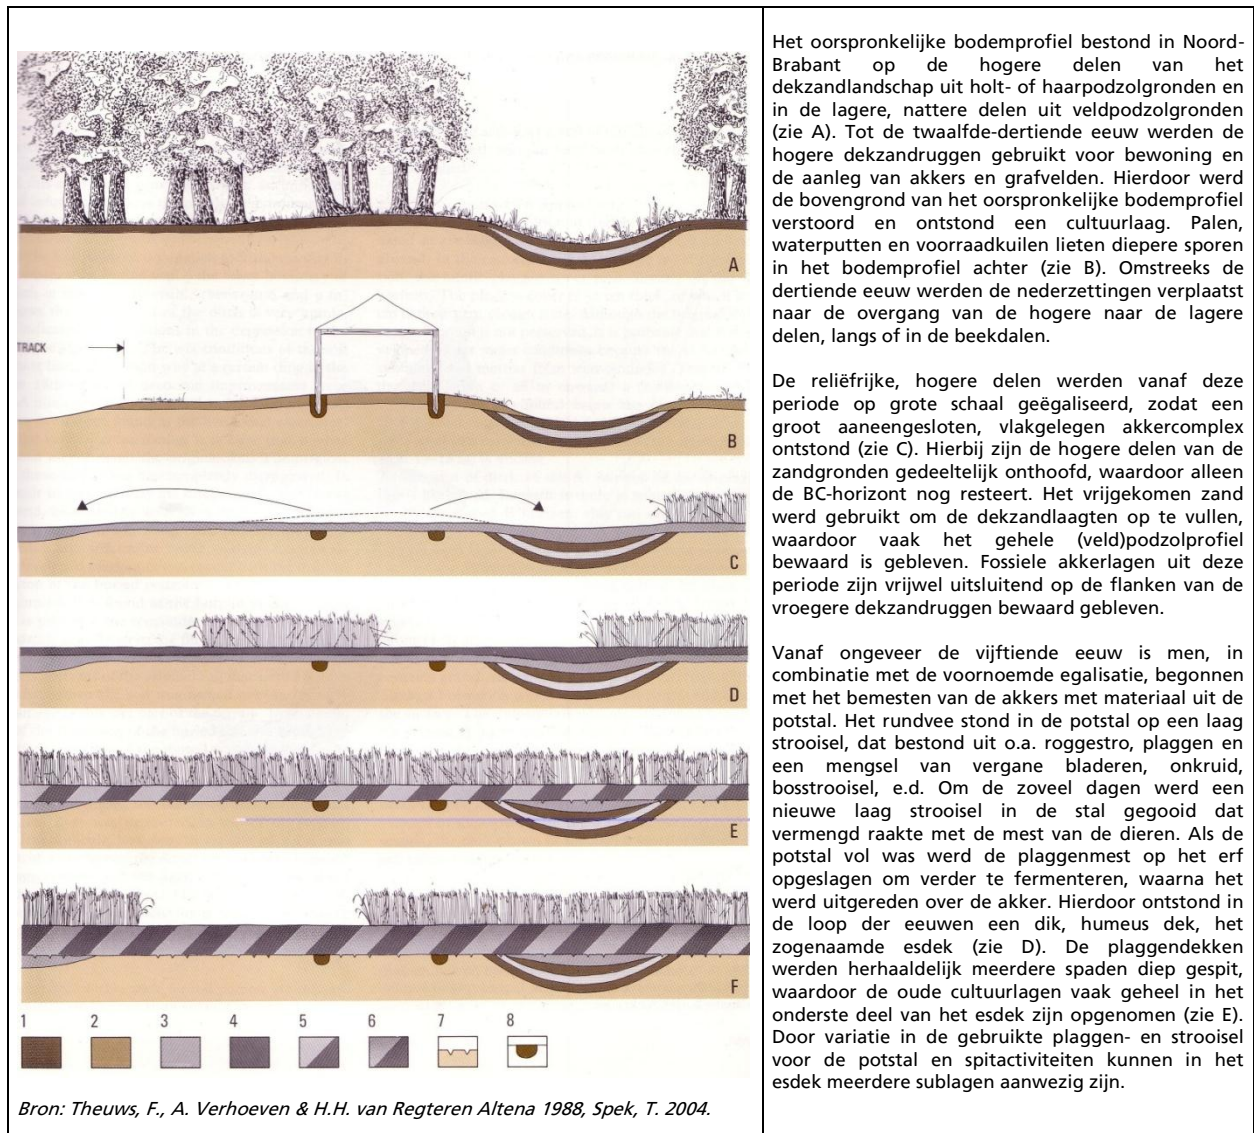 A
TRACK
B
C
D
E
F
1 2 3 4 5 6 7 8
Bron: Theuws, F., A. Verhoeven & H.H. van Regteren Altena 1988, Spek, T. 2004.
Het oorspronkelijke bodemprofiel bestond in Noord-
Brabant op de hogere delen van het
dekzandlandschap uit holt- of haarpodzolgronden en
in de lagere, nattere delen uit veldpodzolgronden
(zie A). Tot de twaalfde-dertiende eeuw werden de
hogere dekzandruggen gebruikt voor bewoning en
de aanleg van akkers en grafvelden. Hierdoor werd
de bovengrond van het oorspronkelijke bodemprofiel
verstoord en ontstond een cultuurlaag. Palen,
waterputten en voorraadkuilen lieten diepere sporen
in het bodemprofiel achter (zie B). Omstreeks de
dertiende eeuw werden de nederzettingen verplaatst
naar de overgang van de hogere naar de lagere
delen, langs of in de beekdalen.
De reliëfrijke, hogere delen werden vanaf deze
periode op grote schaal geëgaliseerd, zodat een
groot aaneengesloten, vlakgelegen akkercomplex
ontstond (zie C). Hierbij zijn de hogere delen van de
zandgronden gedeeltelijk onthoofd, waardoor alleen
de BC-horizont nog resteert. Het vrijgekomen zand
werd gebruikt om de dekzandlaagten op te vullen,
waardoor vaak het gehele (veld)podzolprofiel
bewaard is gebleven. Fossiele akkerlagen uit deze
periode zijn vrijwel uitsluitend op de flanken van de
vroegere dekzandruggen bewaard gebleven.
Vanaf ongeveer de vijftiende eeuw is men, in
combinatie met de voornoemde egalisatie, begonnen
met het bemesten van de akkers met materiaal uit de
potstal. Het rundvee stond in de potstal op een laag
strooisel, dat bestond uit o.a. roggestro, plaggen en
een mengsel van vergane bladeren, onkruid,
bosstrooisel, e.d. Om de zoveel dagen werd een
nieuwe laag strooisel in de stal gegooid dat
vermengd raakte met de mest van de dieren. Als de
potstal vol was werd de plaggenmest op het erf
opgeslagen om verder te fermenteren, waarna het
werd uitgereden over de akker. Hierdoor ontstond in
de loop der eeuwen een dik, humeus dek, het
zogenaamde esdek (zie D). De plaggendekken
werden herhaaldelijk meerdere spaden diep gespit,
waardoor de oude cultuurlagen vaak geheel in het
onderste deel van het esdek zijn opgenomen (zie E).
Door variatie in de gebruikte plaggen- en strooisel
voor de potstal en spitactiviteiten kunnen in het
esdek meerdere sublagen aanwezig zijn.